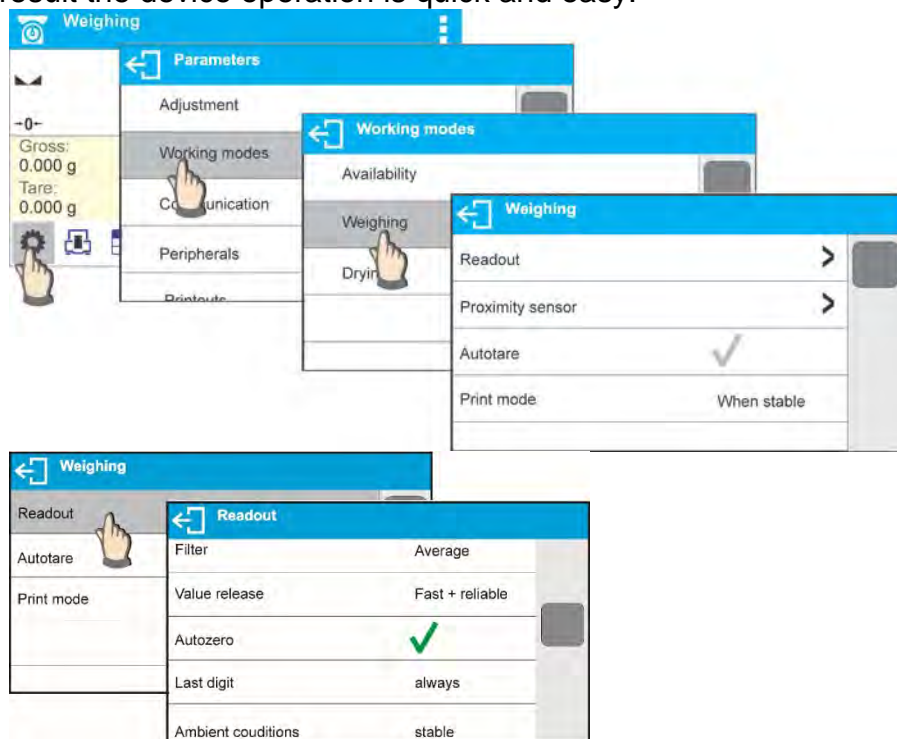 result the device operation is quick and easy.
Weighing
Parameters
Adjustment
Working modes
-0-
Gross:
0.000 g
Tare:
0.000 g
Working modes
Availability
Communication
Weighing
Weighing
Peripherals
Readout
Printouts
Proximity sensor
Autotare
Print mode When stable
Weighing
Readout
Readout
Autotare
Filter Average
Print mode
Value release Fast + reliable
Autozero
Last digit always
Ambient couditions stable